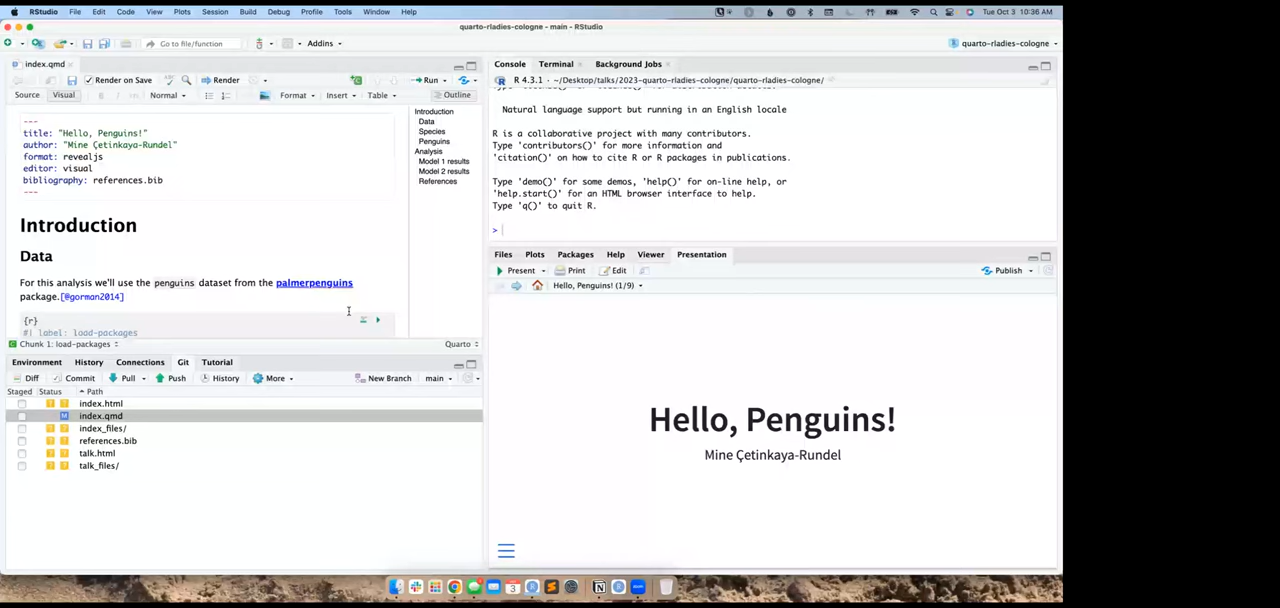 RStudio File Edit Code View Plots Session Build Debug Profile Tools Window Help Tue Oct 3 10:36 AM
quarto-rladies-cologne - main - RStudio
Go to file/function Addins quarto-rladies-cologne
index.qmd
Render on Save Render Run
Source Visual B I Normal Format Insert Table Outline
---
title: "Hello, Penguins!"
author: "Mine Çetinkaya-Rundel"
format: revealjs
editor: visual
bibliography: references.bib
---
Introduction
Data
For this analysis we'll use the penguins dataset from the palmerpenguins
package.[@gorman2014]
{r}
#| label: load-packages
Introduction
Data
Species
Penguins
Analysis
Model 1 results
Model 2 results
References
Chunk 1: load-packages Quarto
Environment History Connections Git Tutorial
Diff Commit Pull Push History More New Branch main
Staged Status Path
index.html
M index.qmd
index_files/
references.bib
talk.html
talk_files/
Console Terminal Background Jobs
R 4.3.1 · ~/Desktop/talks/2023-quarto-rladies-cologne/quarto-rladies-cologne/
Natural language support but running in an English locale
R is a collaborative project with many contributors.
Type 'contributors()' for more information and
'citation()' on how to cite R or R packages in publications.
Type 'demo()' for some demos, 'help()' for on-line help, or
'help.start()' for an HTML browser interface to help.
Type 'q()' to quit R.
>
Files Plots Packages Help Viewer Presentation
Present Print Edit Publish
Hello, Penguins! (1/9)
Hello, Penguins!
Mine Çetinkaya-Rundel